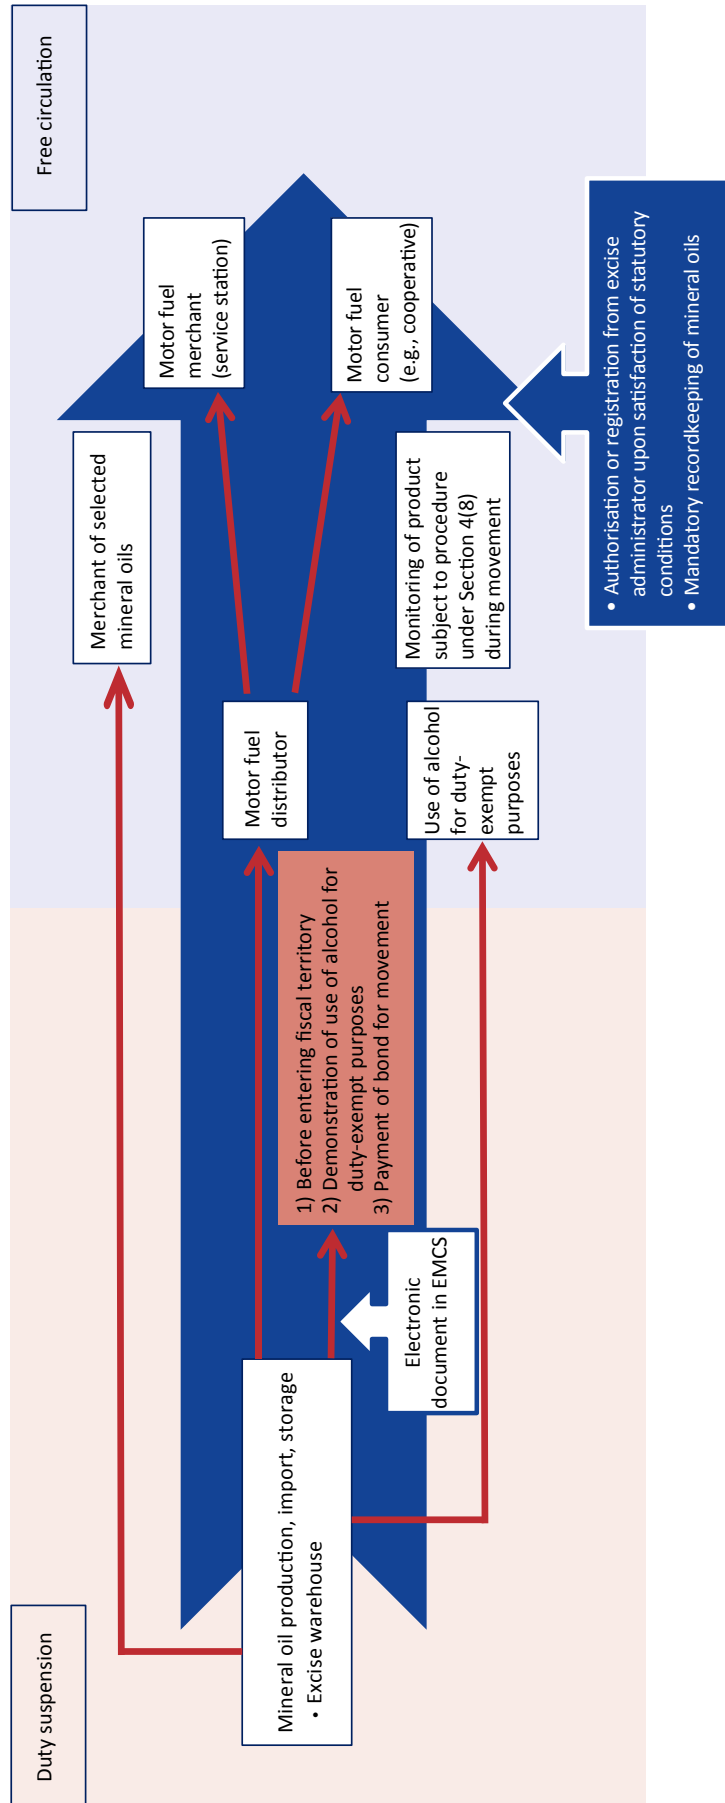 Duty suspension
Free circulation
Mineral oil production, import, storage
• Excise warehouse
Merchant of selected
mineral oils
Motor fuel
distributor
Motor fuel
merchant
(service station)
Motor fuel
consumer
(e.g., cooperative)
1) Before entering fiscal territory
2) Demonstration of use of alcohol for
duty-exempt purposes
3) Payment of bond for movement
Electronic
document in EMCS
Use of alcohol
for duty-
exempt
purposes
Monitoring of product
subject to procedure
under Section 4(8)
during movement
• Authorisation or registration from excise
administrator upon satisfaction of statutory
conditions
• Mandatory recordkeeping of mineral oils